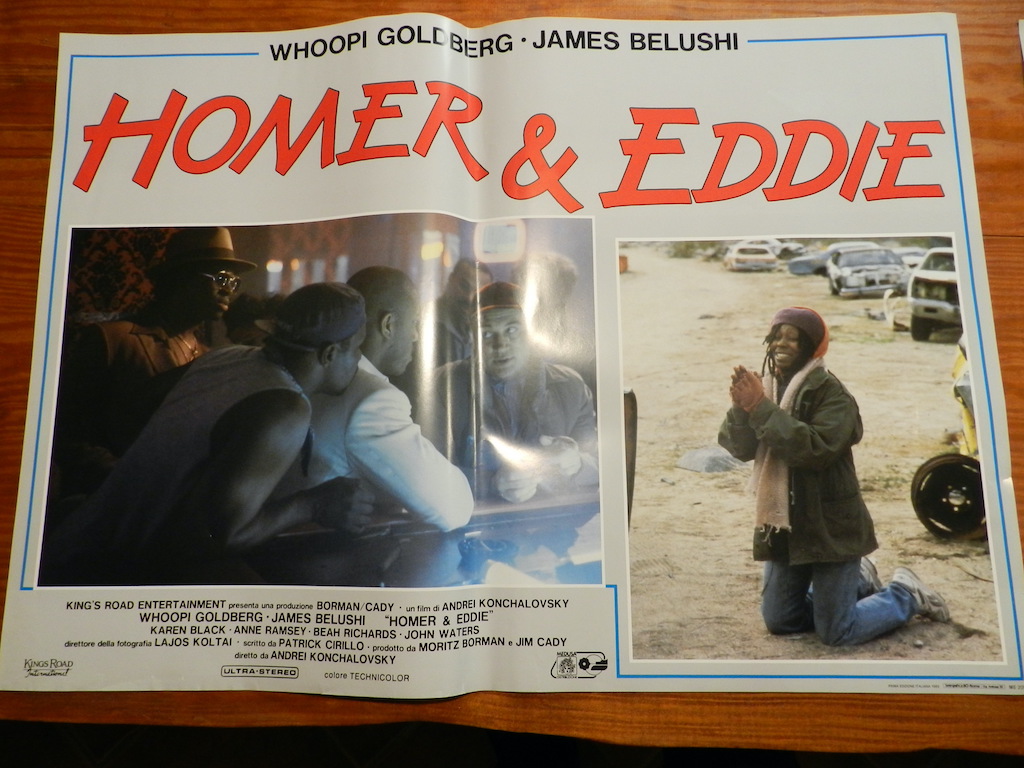 WHOOPI GOLDBERG · JAMES BELUSHI
HOMER & EDDIE
KING'S ROAD ENTERTAINMENT presenta una produzione BORMAN/CADY · un film di ANDREI KONCHALOVSKY
WHOOPI GOLDBERG · JAMES BELUSHI "HOMER & EDDIE"
KAREN BLACK · ANNE RAMSEY · BEAH RICHARDS · JOHN WATERS
direttore della fotografia LAJOS KOLTAI · scritto da PATRICK CIRILLO · prodotto da MORITZ BORMAN e JIM CADY
diretto da ANDREI KONCHALOVSKY
KINGS ROAD
International
ULTRA-STEREO
colore TECHNICOLOR
MEDUSA